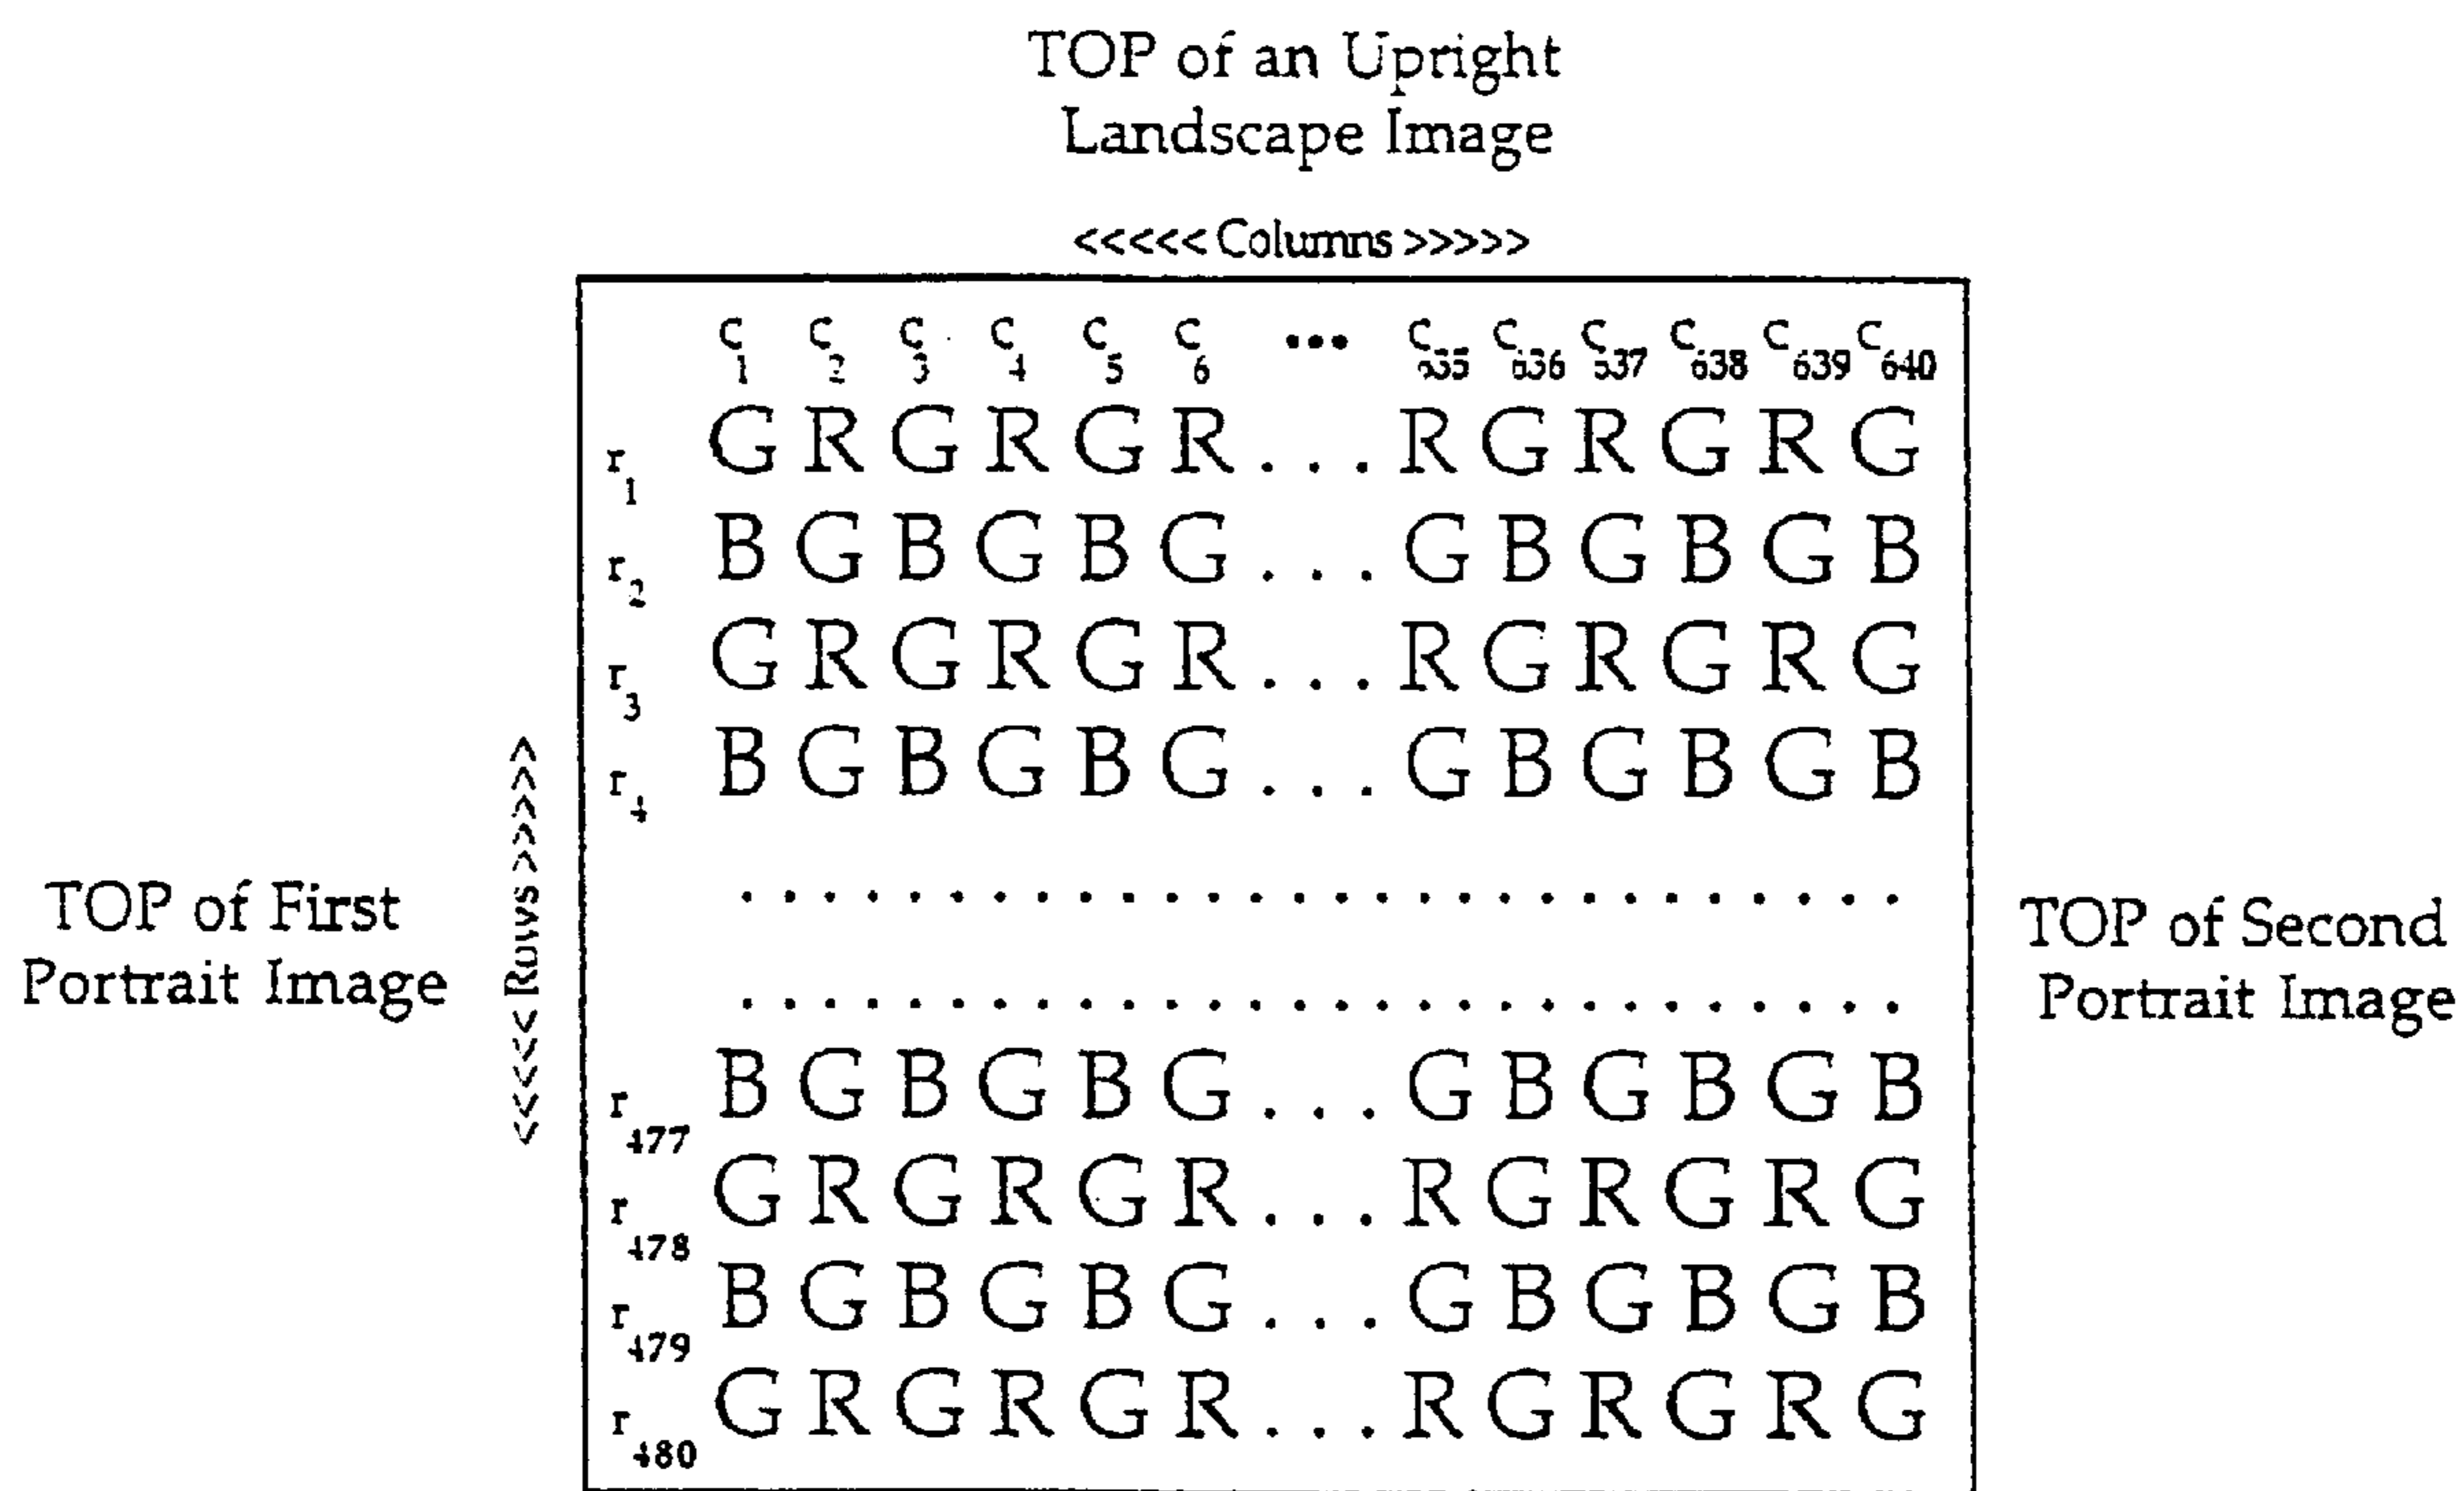 TOP of an Upright
Landscape Image
<<<<< Columns >>>>>
C1 C2 C3 C4 C5 C6 ••• C635 C636 C637 C638 C639 C640
r1 G R G R G R . . . R G R G R G
r2 B G B G B G . . . G B G B G B
r3 G R G R G R . . . R G R G R G
r4 B G B G B G . . . G B G B G B
TOP of First
Portrait Image
<<<<< Rows >>>>>
. . . . . . . . . . . . . . . . . . . . . . . . . . . .
. . . . . . . . . . . . . . . . . . . . . . . . . . . .
TOP of Second
Portrait Image
r477 B G B G B G . . . G B G B G B
r478 G R G R G R . . . R G R G R G
r479 B G B G B G . . . G B G B G B
r480 G R G R G R . . . R G R G R G